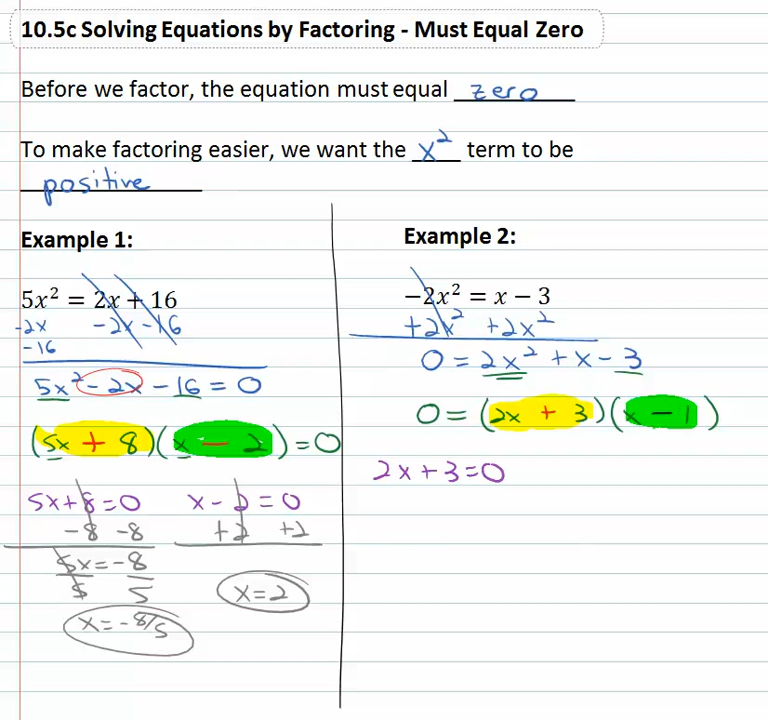 10.5c Solving Equations by Factoring - Must Equal Zero
Before we factor, the equation must equal zero
To make factoring easier, we want the x² term to be
positive
Example 1:
5x² = 2x + 16
-2x -2x -16
-16
5x² - 2x - 16 = 0
(5x + 8)(x - 2) = 0
5x + 8 = 0 x - 2 = 0
-8 -8 +2 +2
5x = -8
5 5
x = 2
x = -8/5
Example 2:
-2x² = x - 3
+2x² +2x²
0 = 2x² + x - 3
0 = (2x + 3)(x - 1)
2x + 3 = 0